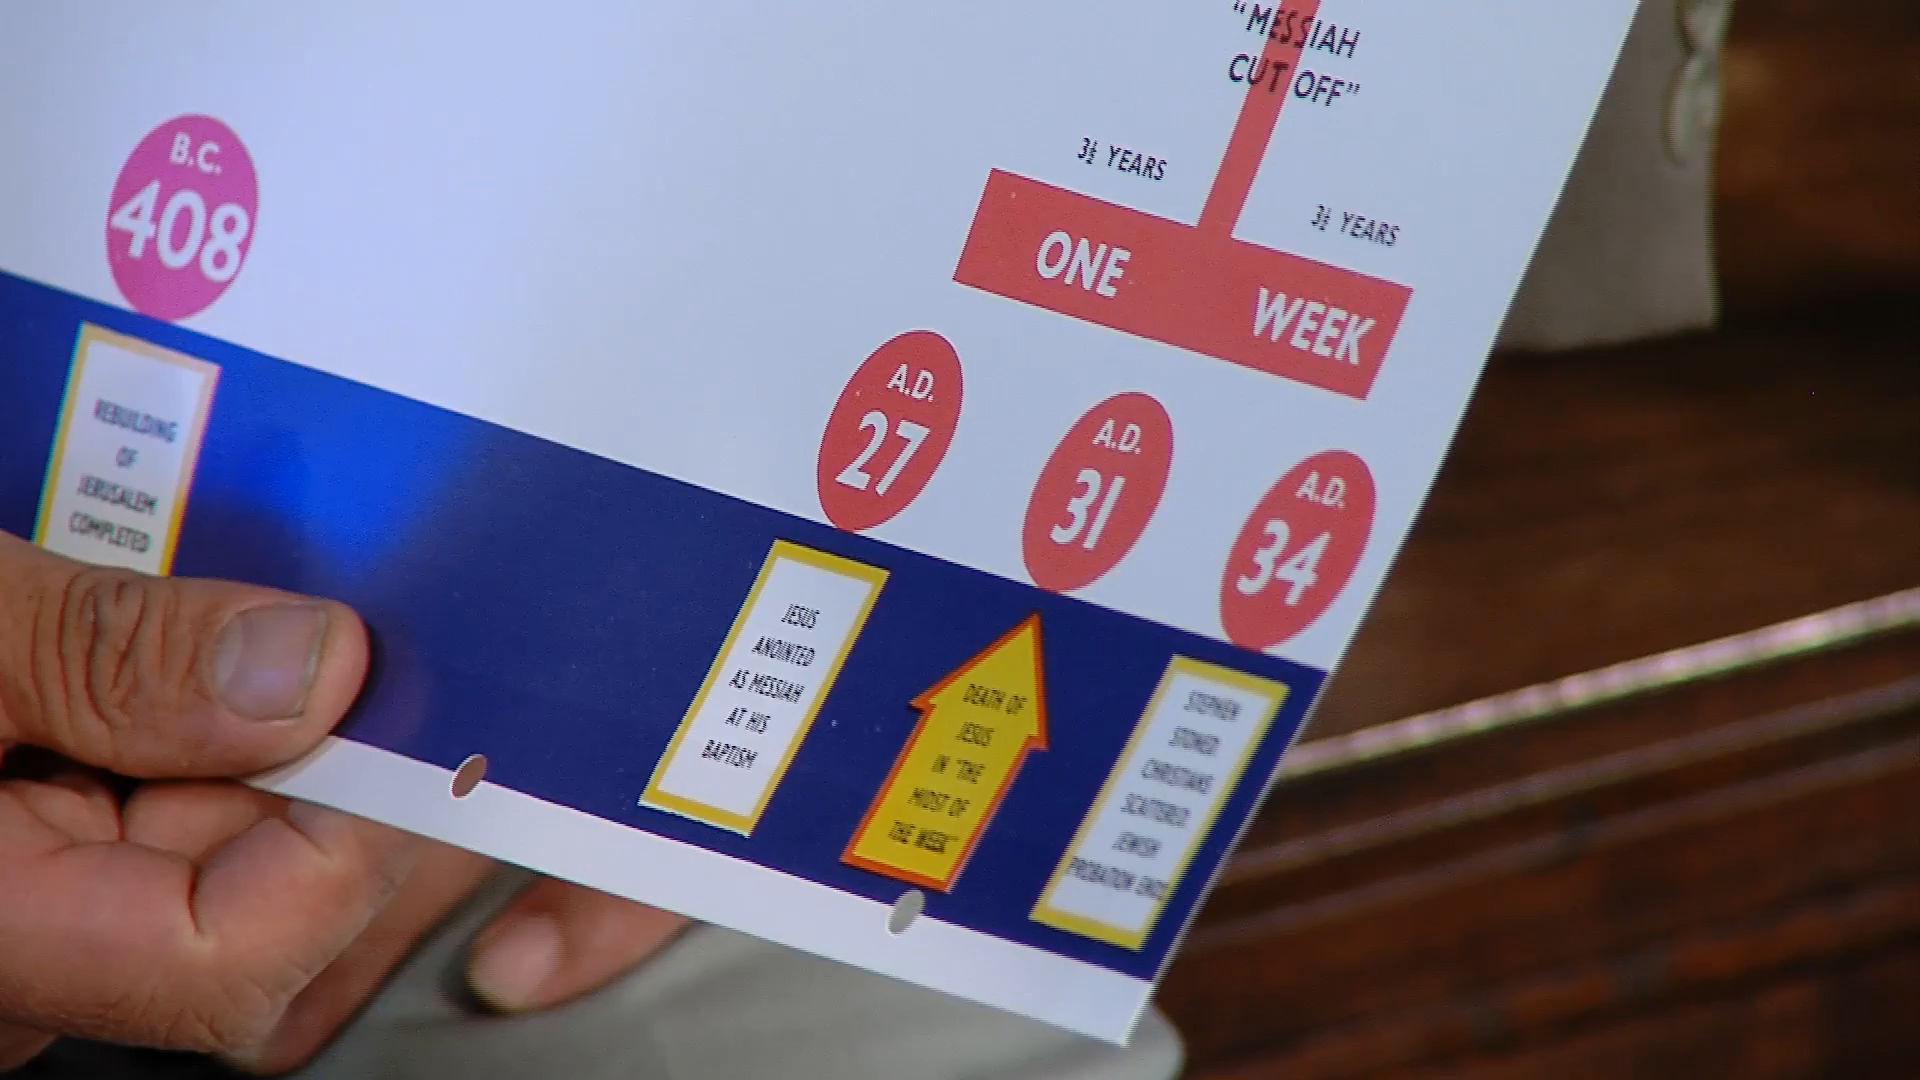 "MESSIAH
CUT OFF"
3½ YEARS
3½ YEARS
ONE WEEK
B.C.
408
A.D.
27
A.D.
31
A.D.
34
REBUILDING
OF
JERUSALEM
COMPLETED
JESUS
ANOINTED
AS MESSIAH
AT HIS
BAPTISM
DEATH OF
JESUS
IN "THE
MIDST OF
THE WEEK"
STEPHEN
STONED
CHRISTIANS
SCATTERED
JEWISH
PROBATION ENDS